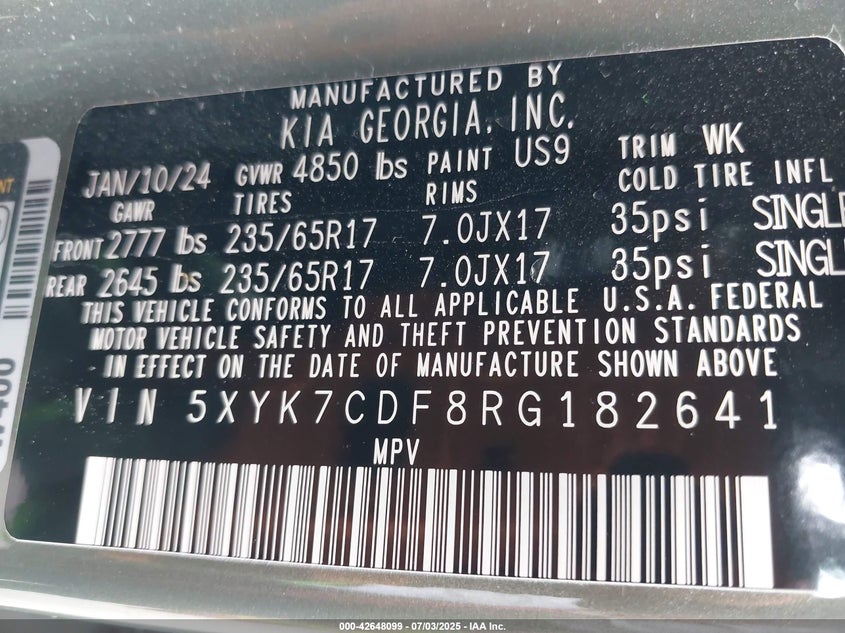 MANUFACTURED BY
KIA GEORGIA, INC.
JAN/10/24 GVWR 4850 lbs PAINT US9 TRIM WK
GAWR TIRES RIMS COLD TIRE INFL
FRONT 2777 lbs 235/65R17 7.0JX17 35psi SINGLE
REAR 2645 lbs 235/65R17 7.0JX17 35psi SINGL
THIS VEHICLE CONFORMS TO ALL APPLICABLE U.S.A. FEDERAL
MOTOR VEHICLE SAFETY AND THEFT PREVENTION STANDARDS
IN EFFECT ON THE DATE OF MANUFACTURE SHOWN ABOVE
VIN 5XYK7CDF8RG182641
MPV
000-42648099 - 07/03/2025 - IAA Inc.